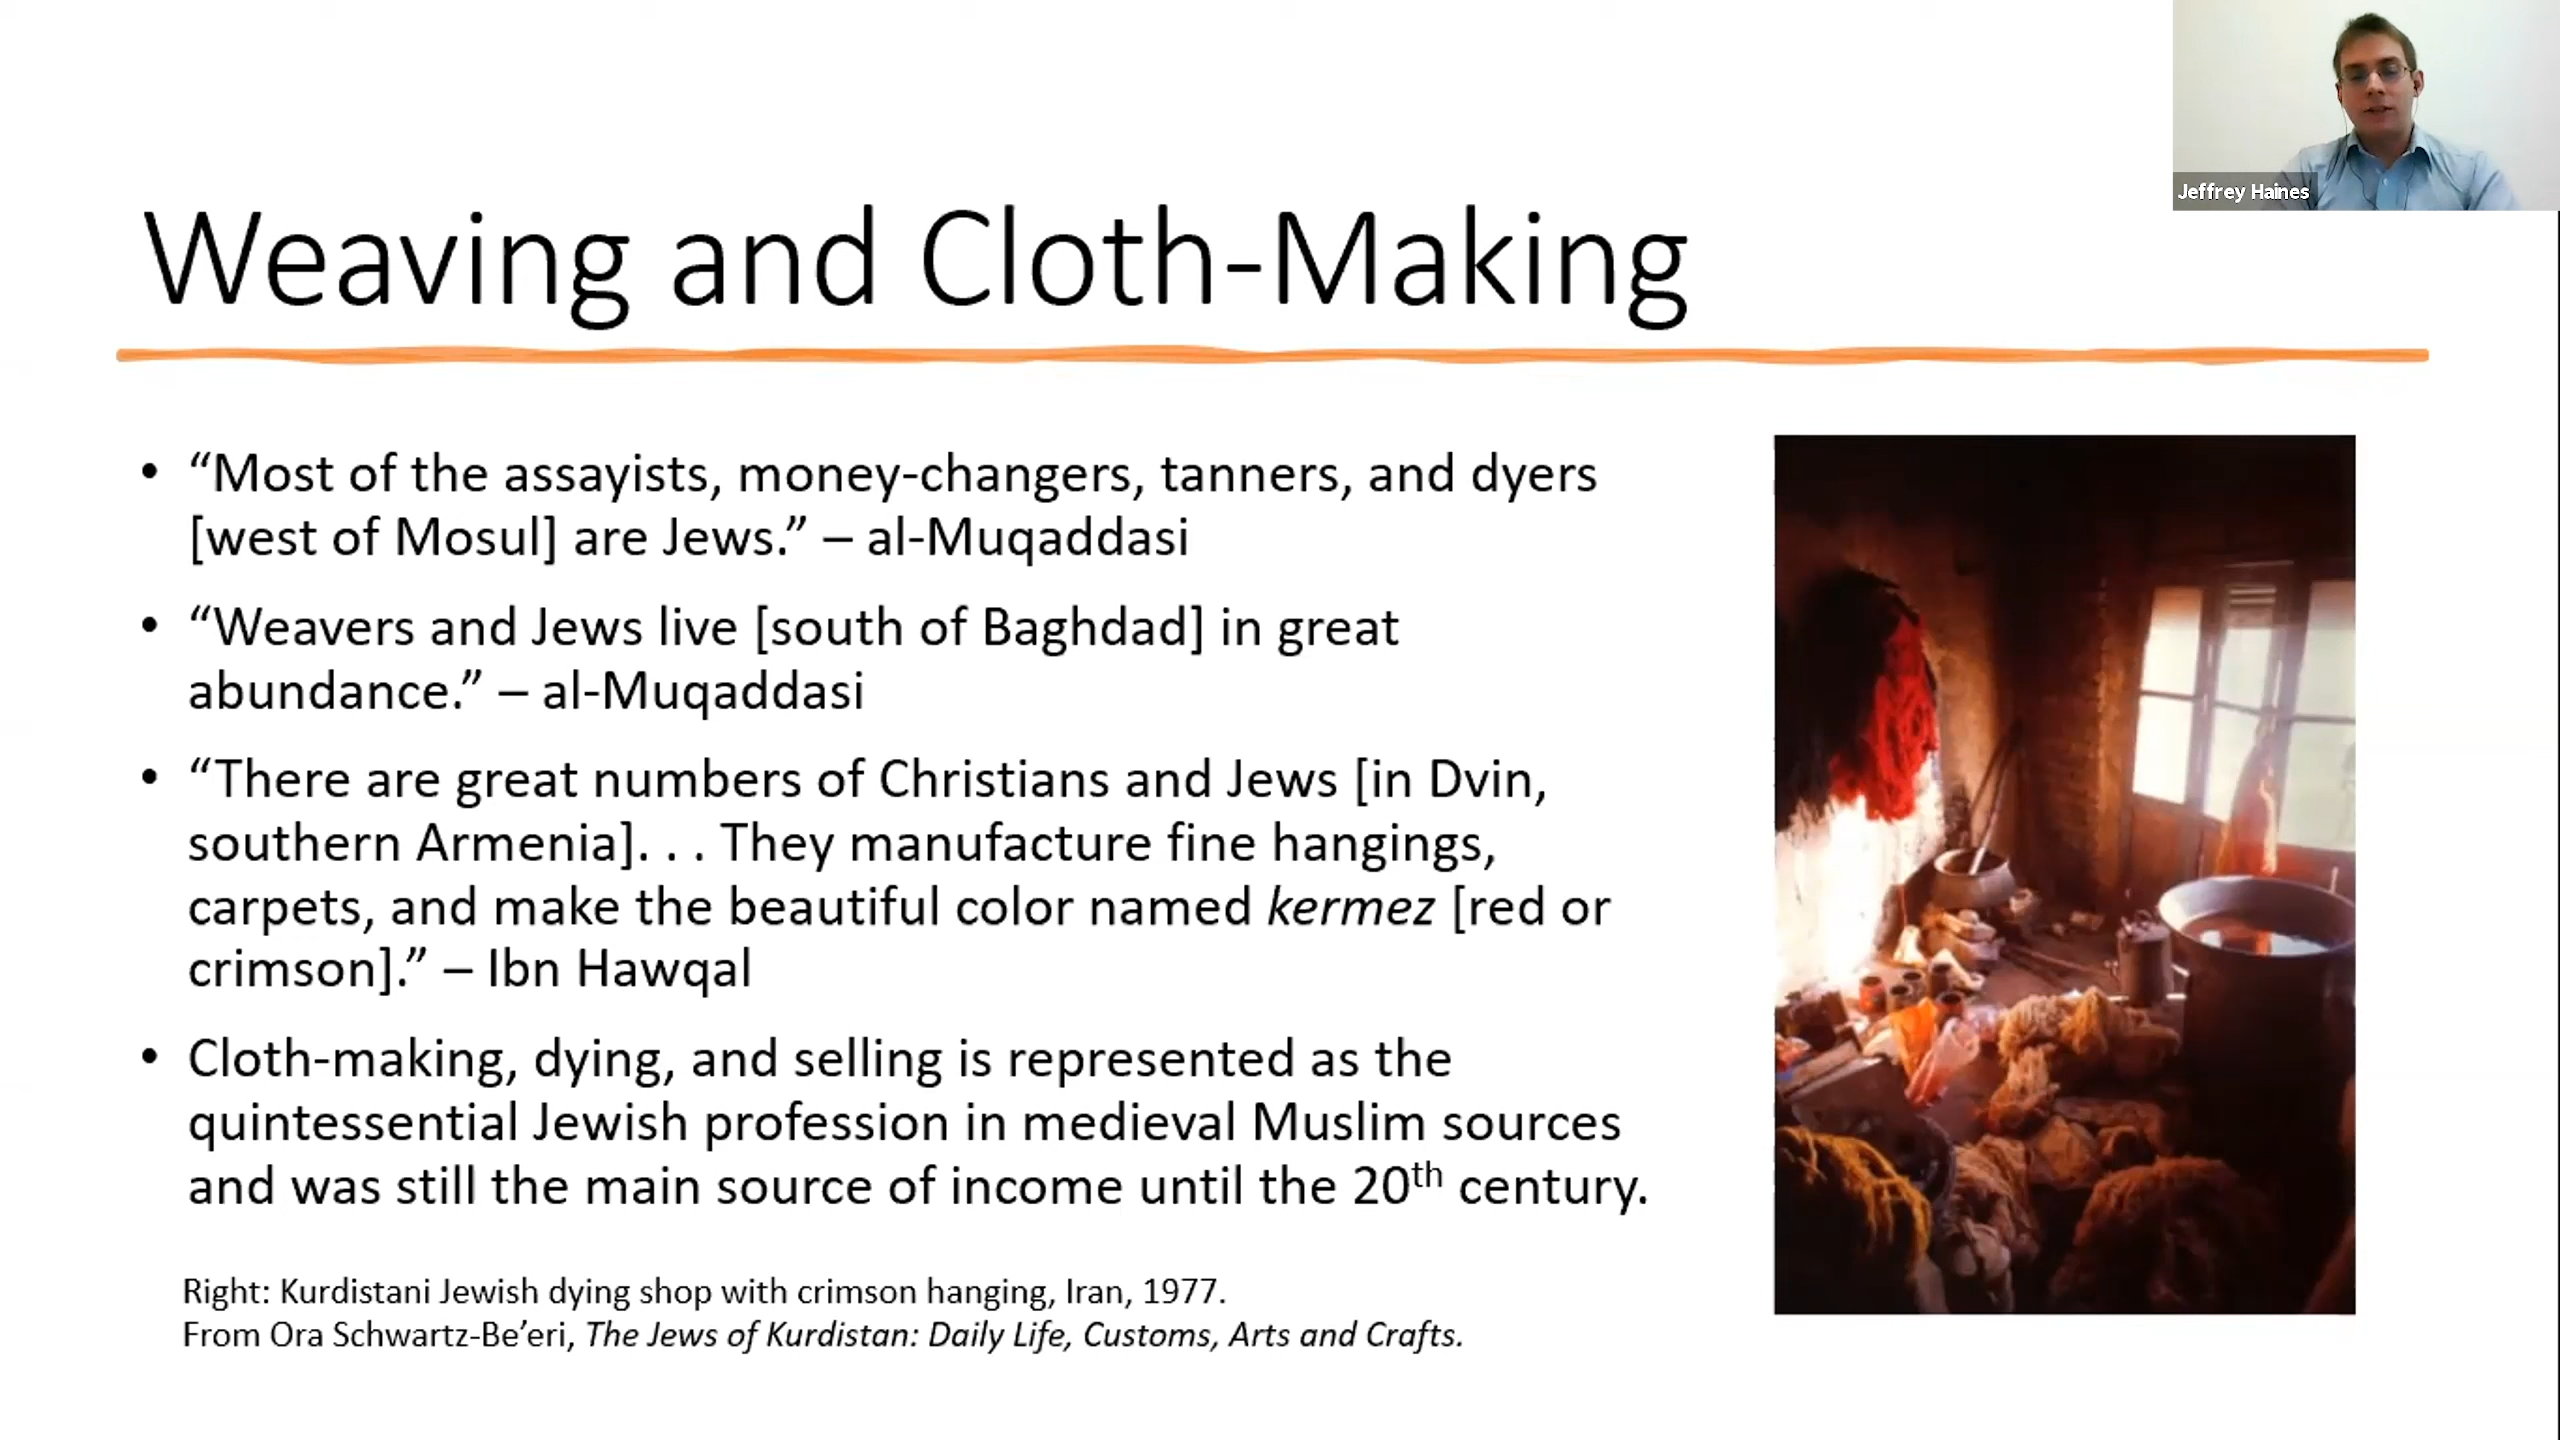 Jeffrey Haines
Weaving and Cloth-Making
• “Most of the assayists, money-changers, tanners, and dyers
[west of Mosul] are Jews.” – al-Muqaddasi
• “Weavers and Jews live [south of Baghdad] in great
abundance.” – al-Muqaddasi
• “There are great numbers of Christians and Jews [in Dvin,
southern Armenia]. . . They manufacture fine hangings,
carpets, and make the beautiful color named kermez [red or
crimson].” – Ibn Hawqal
• Cloth-making, dying, and selling is represented as the
quintessential Jewish profession in medieval Muslim sources
and was still the main source of income until the 20th century.
Right: Kurdistani Jewish dying shop with crimson hanging, Iran, 1977.
From Ora Schwartz-Be’eri, The Jews of Kurdistan: Daily Life, Customs, Arts and Crafts.